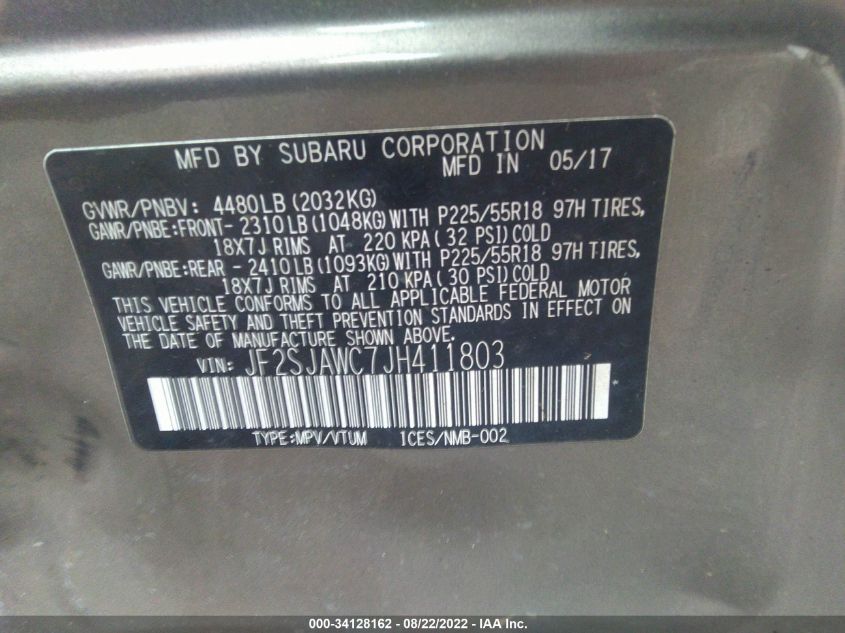 MFD BY SUBARU CORPORATION
MFD IN 05/17
GVWR/PNBV: 4480LB(2032KG)
GAWR/PNBE:FRONT- 2310LB(1048KG)WITH P225/55R18 97H TIRES,
18X7J RIMS AT 220 KPA( 32 PSI)COLD
GAWR/PNBE:REAR - 2410LB(1093KG)WITH P225/55R18 97H TIRES,
18X7J RIMS AT 210 KPA( 30 PSI)COLD
THIS VEHICLE CONFORMS TO ALL APPLICABLE FEDERAL MOTOR
VEHICLE SAFETY AND THEFT PREVENTION STANDARDS IN EFFECT ON
THE DATE OF MANUFACTURE SHOWN ABOVE.
VIN: JF2SJAWC7JH411803
TYPE:MPV/VTUM ICES/NMB-002
000-34128162 - 08/22/2022 - IAA Inc.